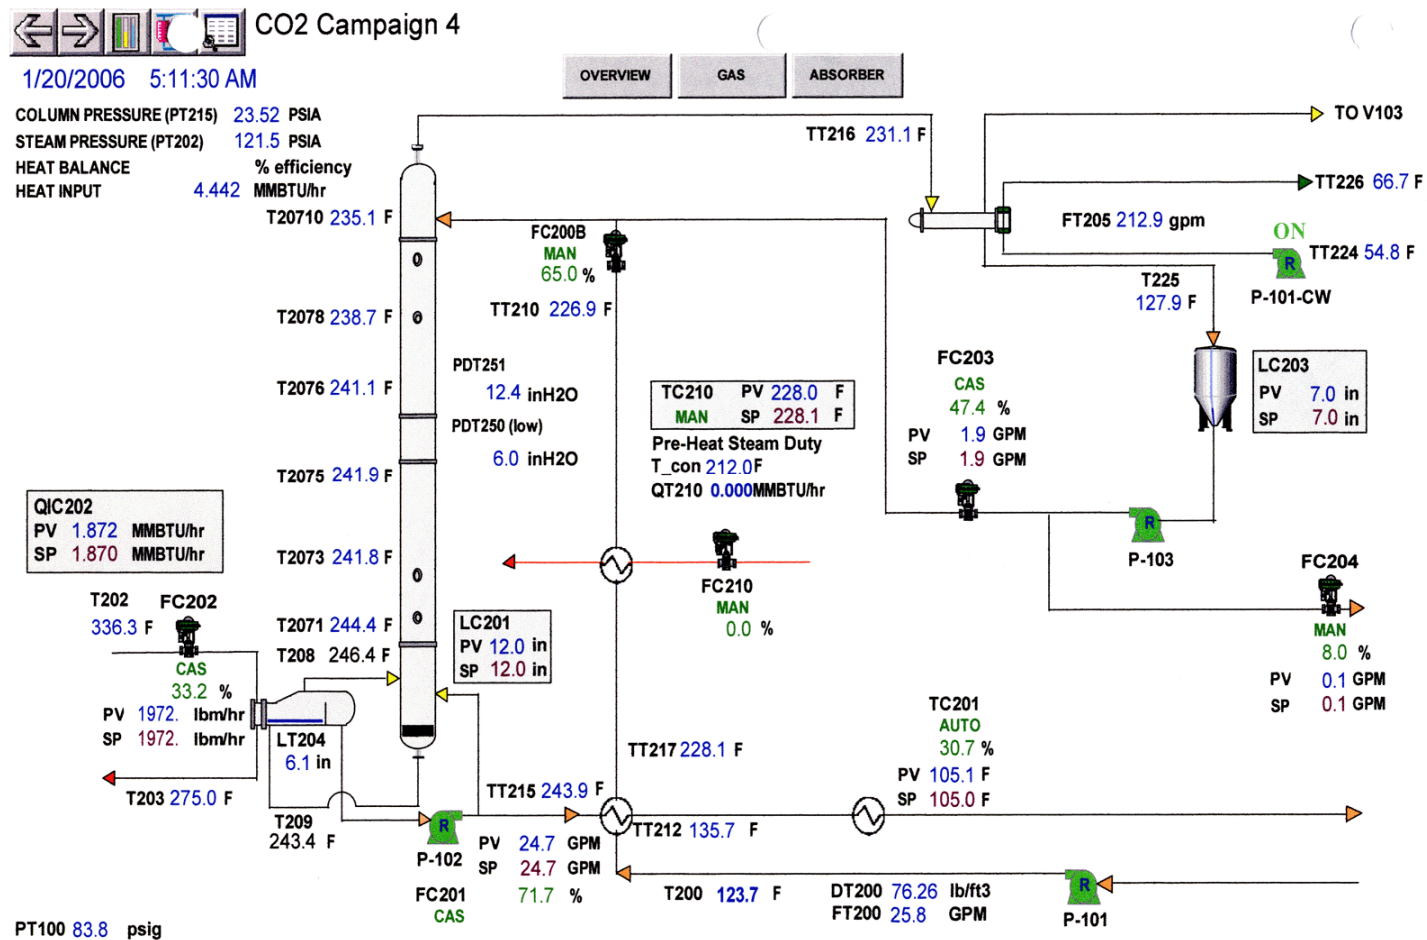 CO2 Campaign 4
1/20/2006 5:11:30 AM
OVERVIEW GAS ABSORBER
COLUMN PRESSURE (PT215) 23.52 PSIA
STEAM PRESSURE (PT202) 121.5 PSIA
HEAT BALANCE % efficiency
HEAT INPUT 4.442 MMBTU/hr
TT216 231.1 F
TO V103
TT226 66.7 F
FT205 212.9 gpm
ON
R
TT224 54.8 F
P-101-CW
T225
127.9 F
T20710 235.1 F
FC200B
MAN
65.0 %
TT210 226.9 F
T2078 238.7 F
T2076 241.1 F
PDT251
12.4 inH2O
PDT250 (low)
6.0 inH2O
TC210 PV 228.0 F
MAN SP 228.1 F
Pre-Heat Steam Duty
T_con 212.0F
QT210 0.000MMBTU/hr
FC203
CAS
47.4 %
PV 1.9 GPM
SP 1.9 GPM
LC203
PV 7.0 in
SP 7.0 in
T2075 241.9 F
QIC202
PV 1.872 MMBTU/hr
SP 1.870 MMBTU/hr
R
P-103
T2073 241.8 F
FC210
MAN
0.0 %
FC204
MAN
8.0 %
PV 0.1 GPM
SP 0.1 GPM
T202
336.3 F
FC202
CAS
33.2 %
PV 1972. lbm/hr
SP 1972. lbm/hr
T2071 244.4 F
T208 246.4 F
LC201
PV 12.0 in
SP 12.0 in
LT204
6.1 in
T203 275.0 F
TT217 228.1 F
TC201
AUTO
30.7 %
PV 105.1 F
SP 105.0 F
TT215 243.9 F
T209
243.4 F
R
P-102
PV 24.7 GPM
SP 24.7 GPM
FC201 71.7 %
CAS
TT212 135.7 F
T200 123.7 F
DT200 76.26 lb/ft3
FT200 25.8 GPM
R
P-101
PT100 83.8 psig